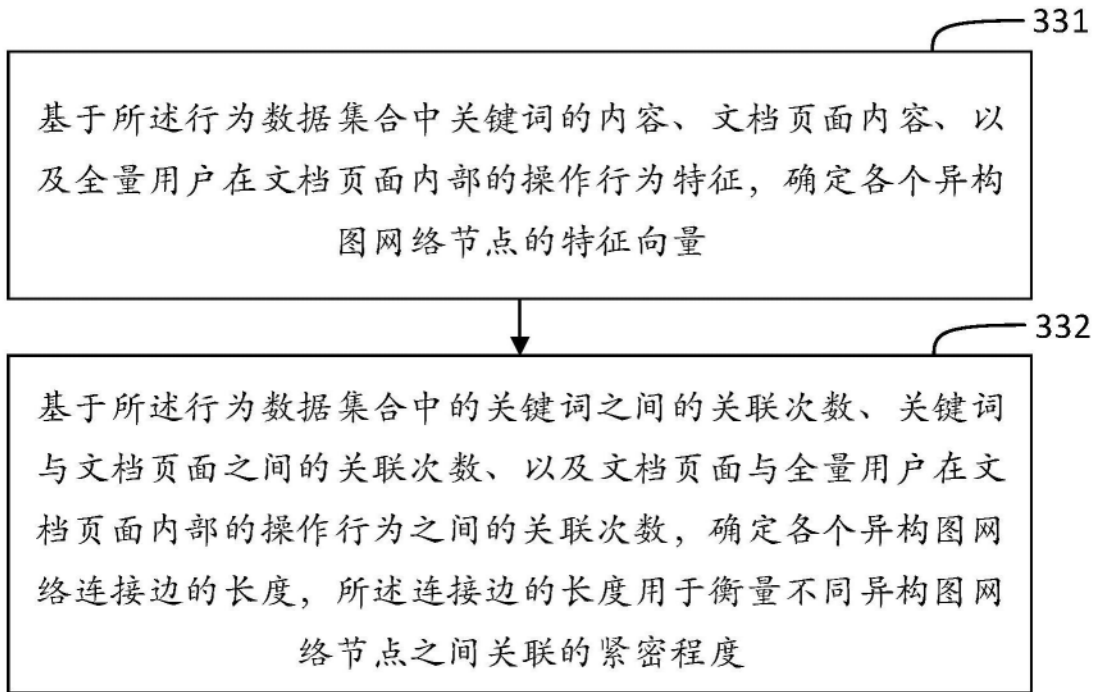 331
基于所述行为数据集合中关键词的内容、文档页面内容、以
及全量用户在文档页面内部的操作行为特征，确定各个异构
图网络节点的特征向量
332
基于所述行为数据集合中的关键词之间的关联次数、关键词
与文档页面之间的关联次数、以及文档页面与全量用户在文
档页面内部的操作行为之间的关联次数，确定各个异构图网
络连接边的长度，所述连接边的长度用于衡量不同异构图网
络节点之间关联的紧密程度